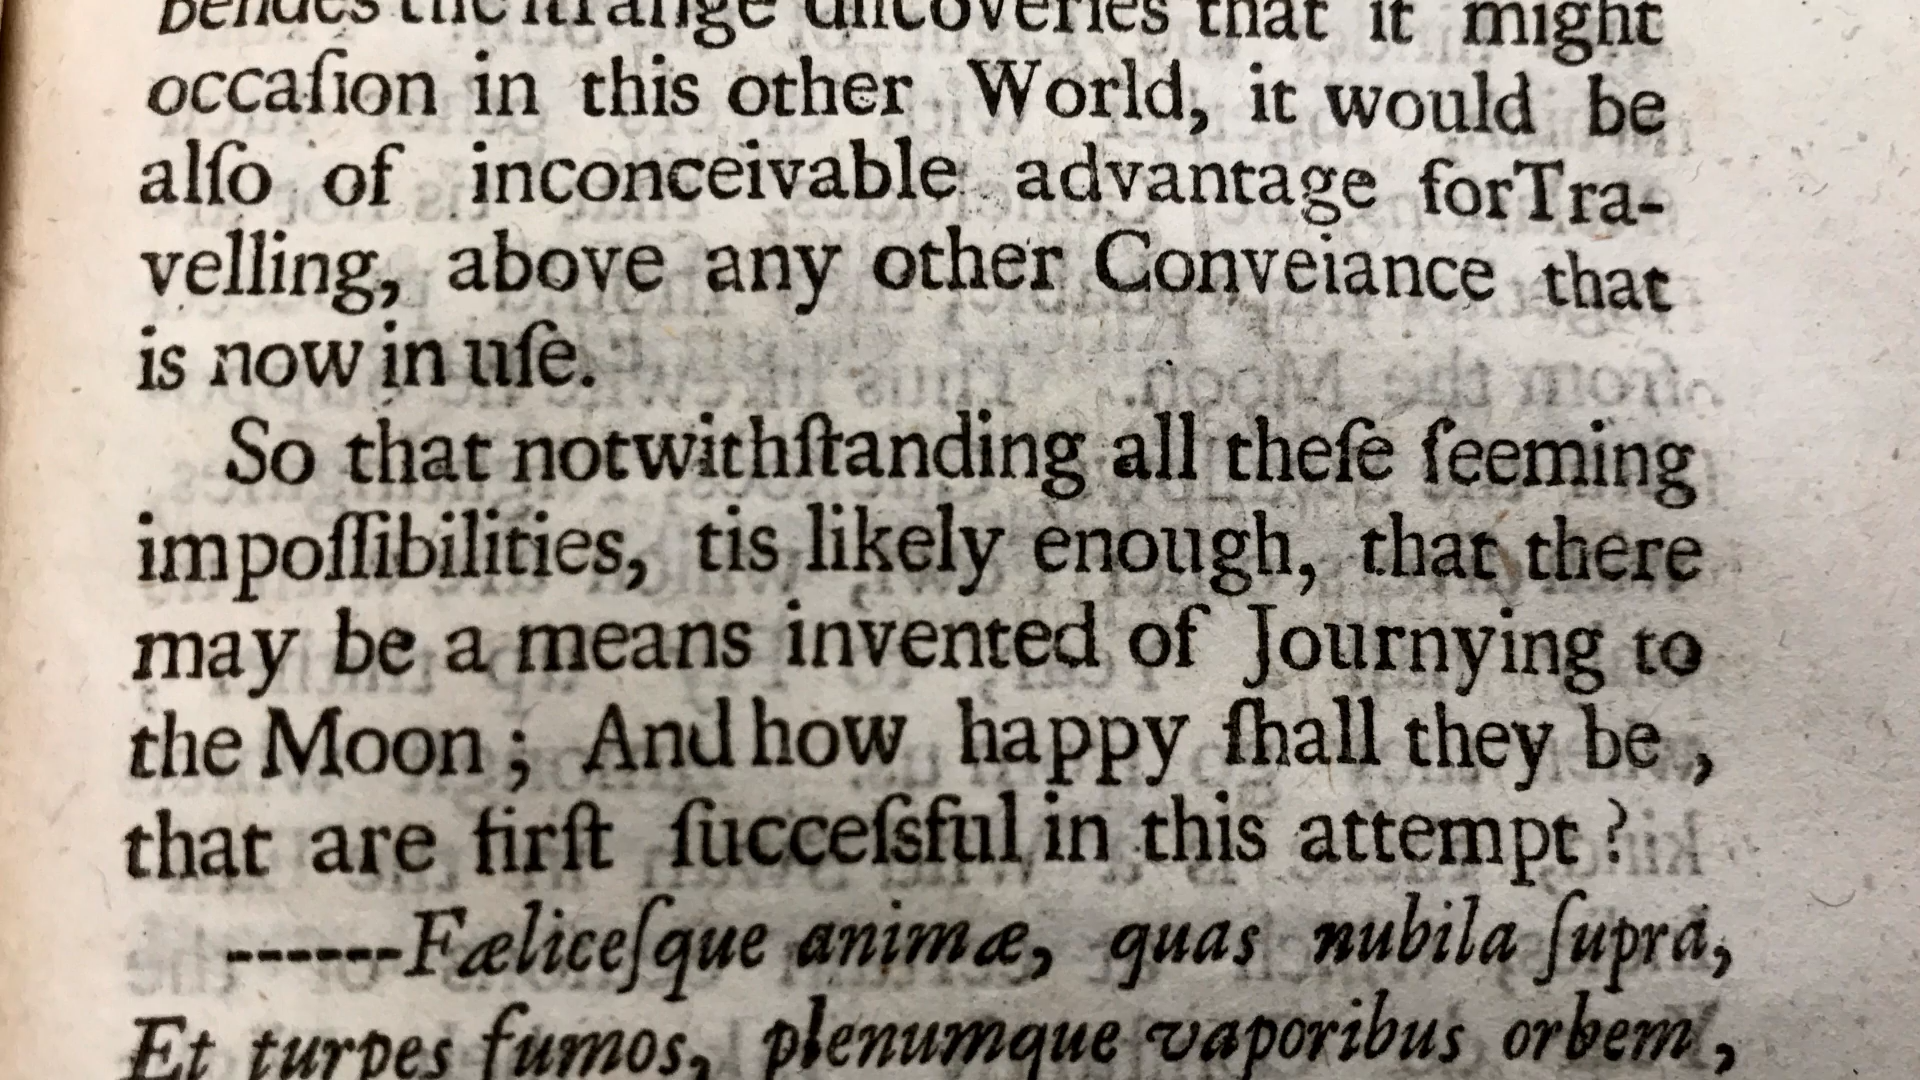 Beſides the ſtrange diſcoveries that it might
occaſion in this other World, it would be
alſo of inconceivable advantage forTra-
velling, above any other Conveiance that
is now in uſe.
So that notwithſtanding all theſe ſeeming
impoſſibilities, tis likely enough, that there
may be a means invented of Journying to
the Moon ; And how happy ſhall they be ,
that are firſt ſucceſsful in this attempt ?
------Fæliceſque animæ, quas nubila ſupra,
Et turpes fumos, plenumque vaporibus orbem ,